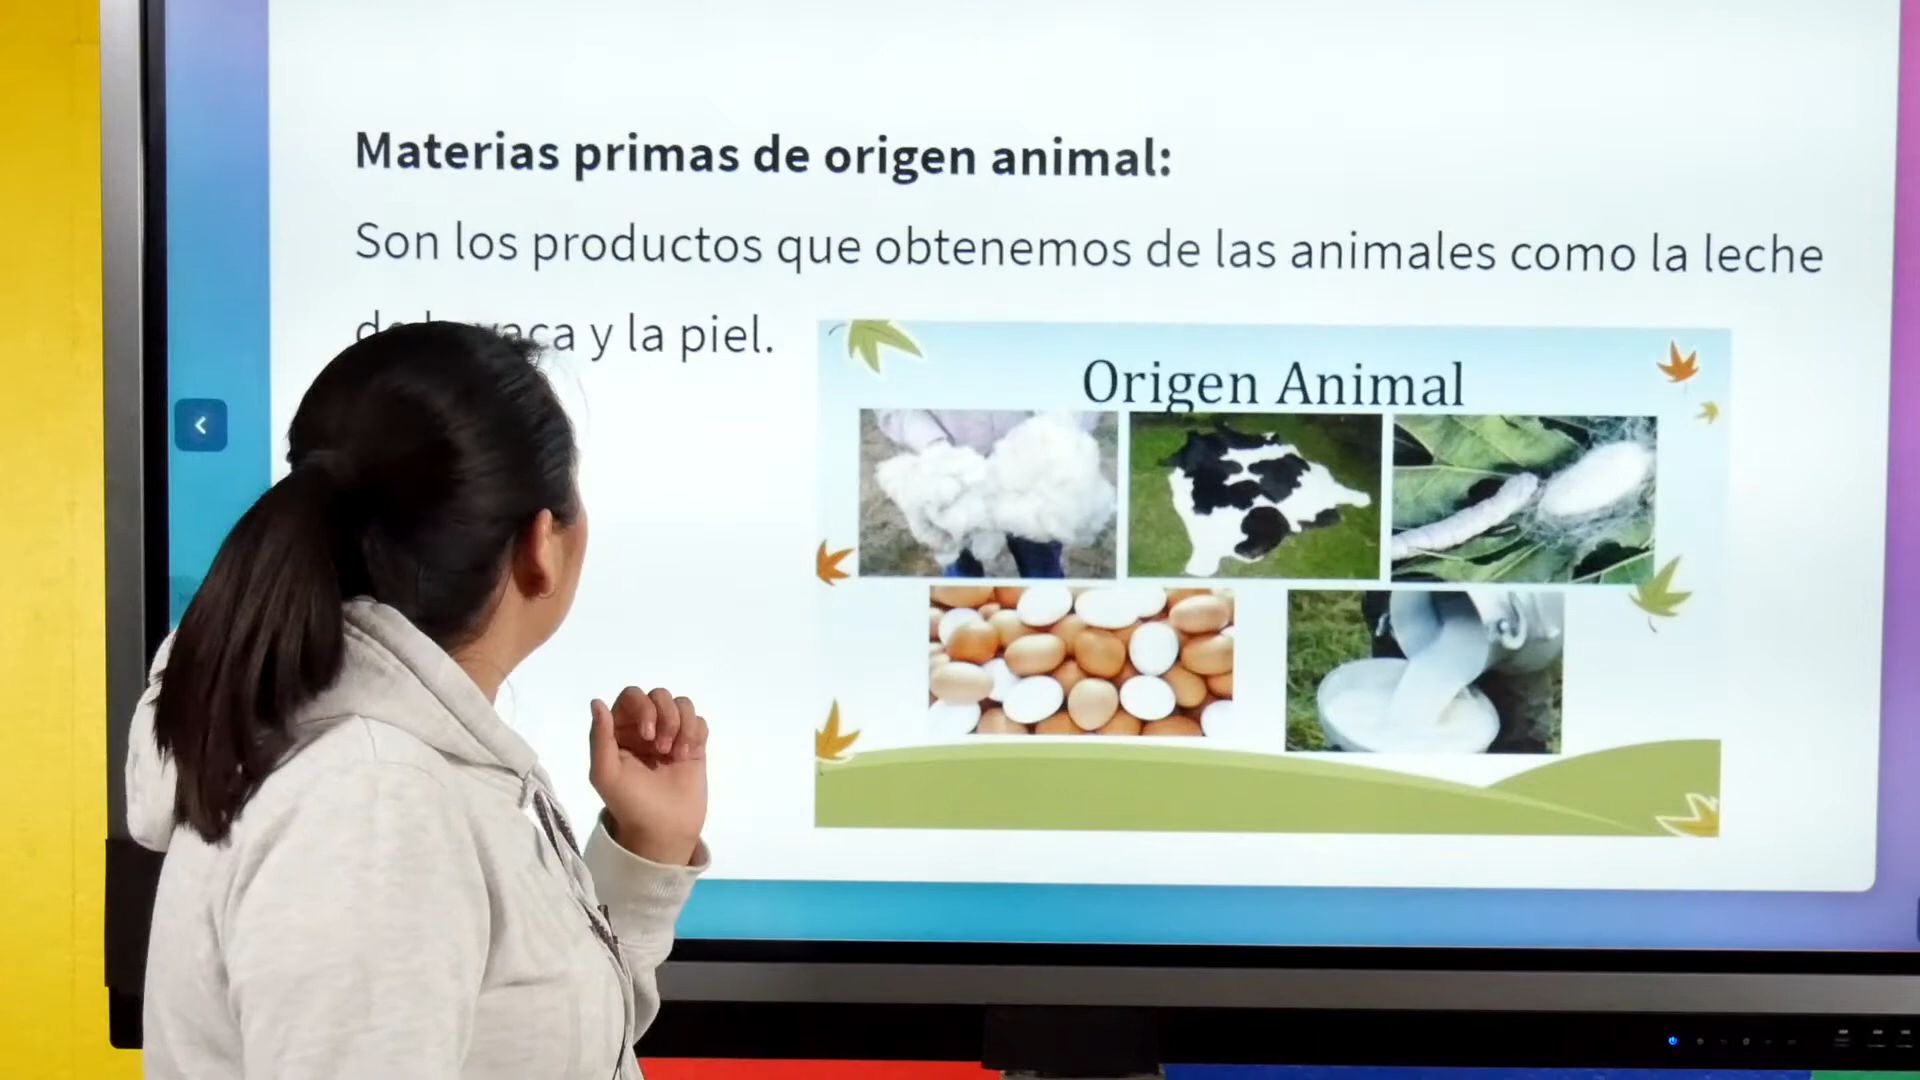 Materias primas de origen animal:
Son los productos que obtenemos de las animales como la leche
y la piel.
Origen Animal